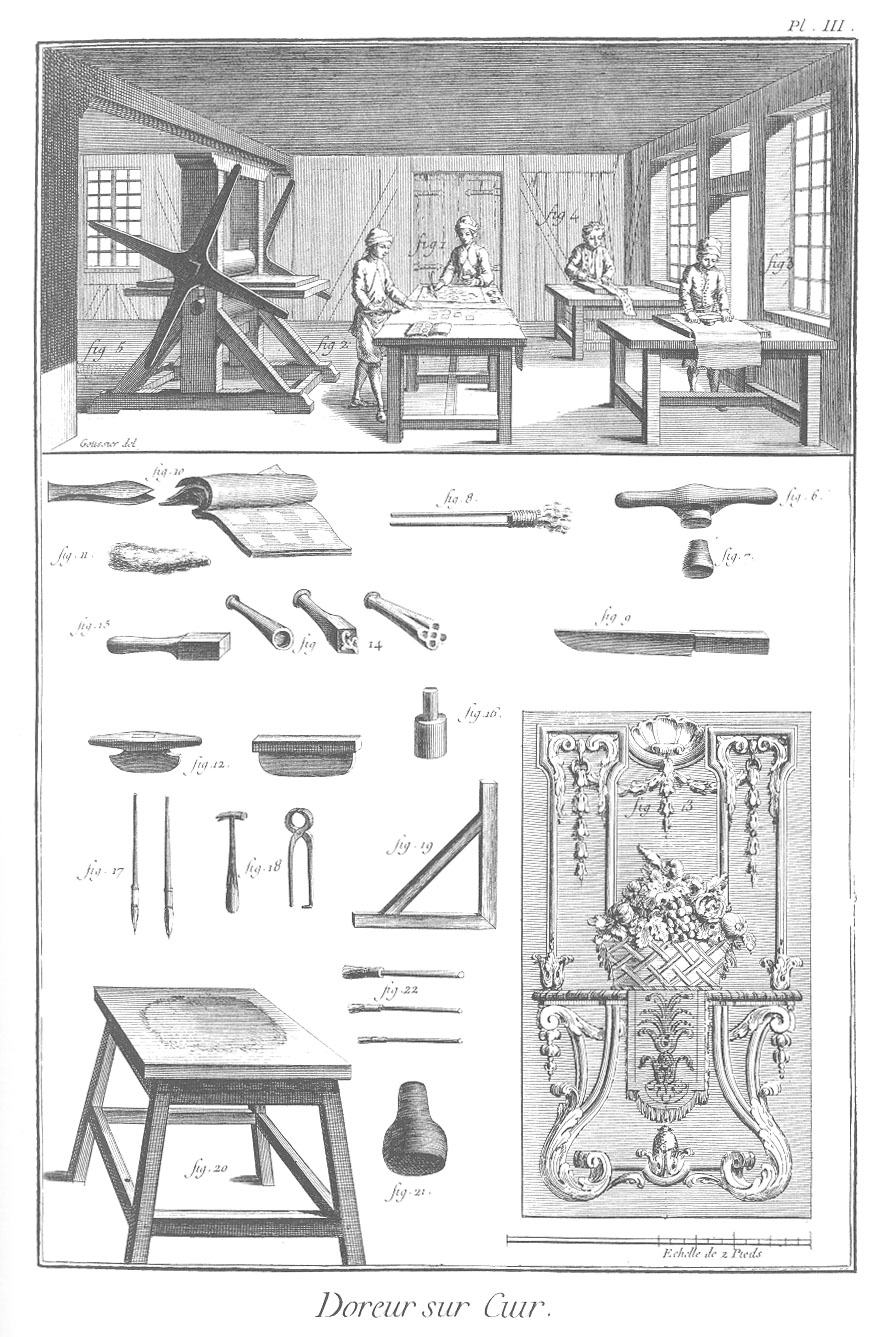 Pl. III.
fig 1
fig 4
fig 3
fig 5
fig 2
Goussier del
fig. 10
fig. 8.
fig. 6.
fig. 11
fig. 7.
fig. 15
fig 14
fig 9
fig. 16.
fig. 12.
fig 13
fig. 17
fig. 18
fig. 19
fig. 22
fig. 20
fig. 21.
Echelle de 2 Pieds
Doreur sur Cuir.